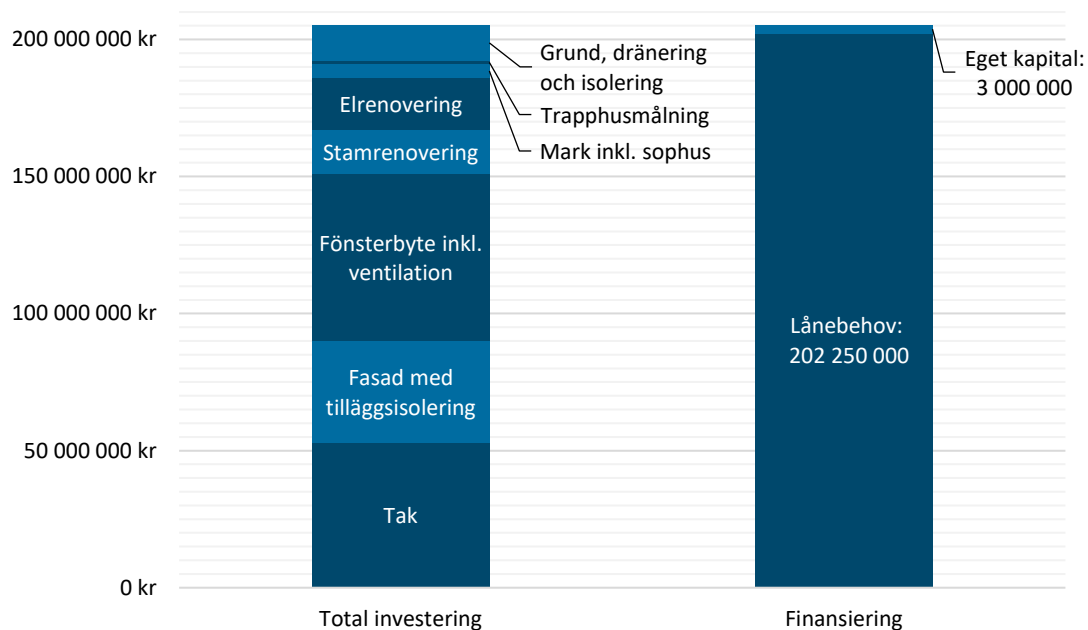 200 000 000 kr
150 000 000 kr
100 000 000 kr
50 000 000 kr
0 kr
Grund, dränering
och isolering
Trapphusmålning
Mark inkl. sophus
Elrenovering
Stamrenovering
Fönsterbyte inkl.
ventilation
Fasad med
tilläggsisolering
Tak
Eget kapital:
3 000 000
Lånebehov:
202 250 000
Total investering
Finansiering